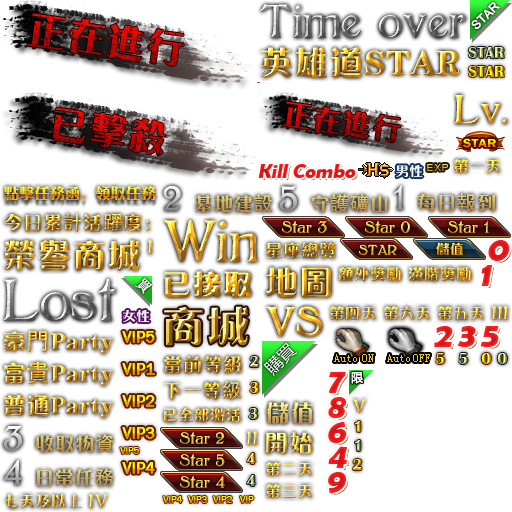 正在進行
Time over
STAR
英雄道STAR
STAR
STAR
已擊殺
正在進行
Lv.
STAR
Kill Combo
HS
男性
EXP
第一天
點擊任務函，領取任務
2
墓地建設
5
守護礦山
1
每日報到
今日累計活躍度：
榮譽商城
Win
Star 3
Star 0
Star 1
星座總覽
STAR
儲值
0
已接取
地圖
額外獎勵
滿階獎勵
1
Lost
女性
商城
VS
第四天
第六天
第五天
III
豪門Party
VIP5
Auto ON
Auto OFF
2
3
5
5
6
0
0
富貴Party
VIP1
當前等級
2
購買
普通Party
VIP2
下一等級
3
7
限
已全部激活
3
儲值
8
V
3
收取物資
VIP3
VIP5
Star 2
II
開始
6
1
1
4
日常任務
VIP4
Star 5
4
第二天
4
2
七天及以上
IV
Star 4
4
第三天
9
VIP4
VIP3
VIP2
VIP